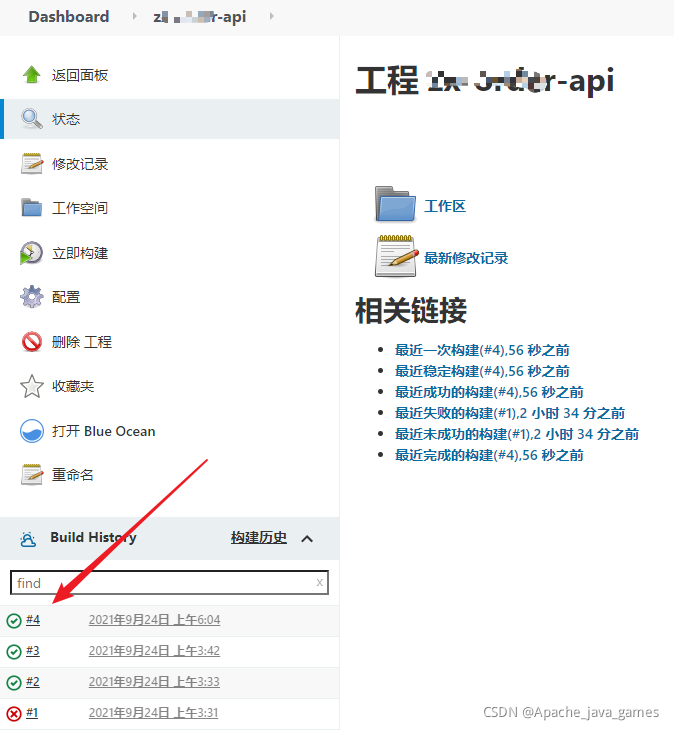 Dashboard
返回面板
状态
修改记录
工作空间
立即构建
配置
删除 工程
收藏夹
打开 Blue Ocean
重命名
Build History 构建历史
find x
#4 2021年9月24日 上午6:04
#3 2021年9月24日 上午3:42
#2 2021年9月24日 上午3:33
#1 2021年9月24日 上午3:31
工程 -api
工作区
最新修改记录
相关链接
最近一次构建(#4),56 秒之前
最近稳定构建(#4),56 秒之前
最近成功的构建(#4),56 秒之前
最近失败的构建(#1),2 小时 34 分之前
最近未成功的构建(#1),2 小时 34 分之前
最近完成的构建(#4),56 秒之前
CSDN @Apache_java_games